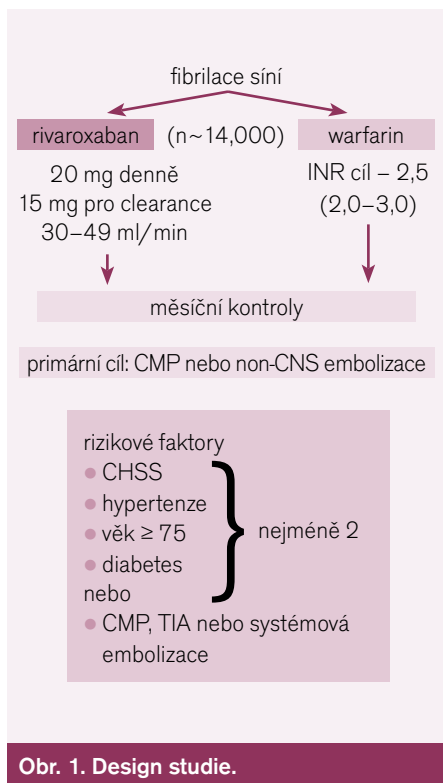 fibrilace síní
rivaroxaban (n~14,000) warfarin
20 mg denně
15 mg pro clearance
30–49 ml/min
INR cíl – 2,5
(2,0–3,0)
měsíční kontroly
primární cíl: CMP nebo non-CNS embolizace
rizikové faktory
● CHSS
● hypertenze
● věk ≥ 75
● diabetes
} nejméně 2
nebo
● CMP, TIA nebo systémová
embolizace
Obr. 1. Design studie.